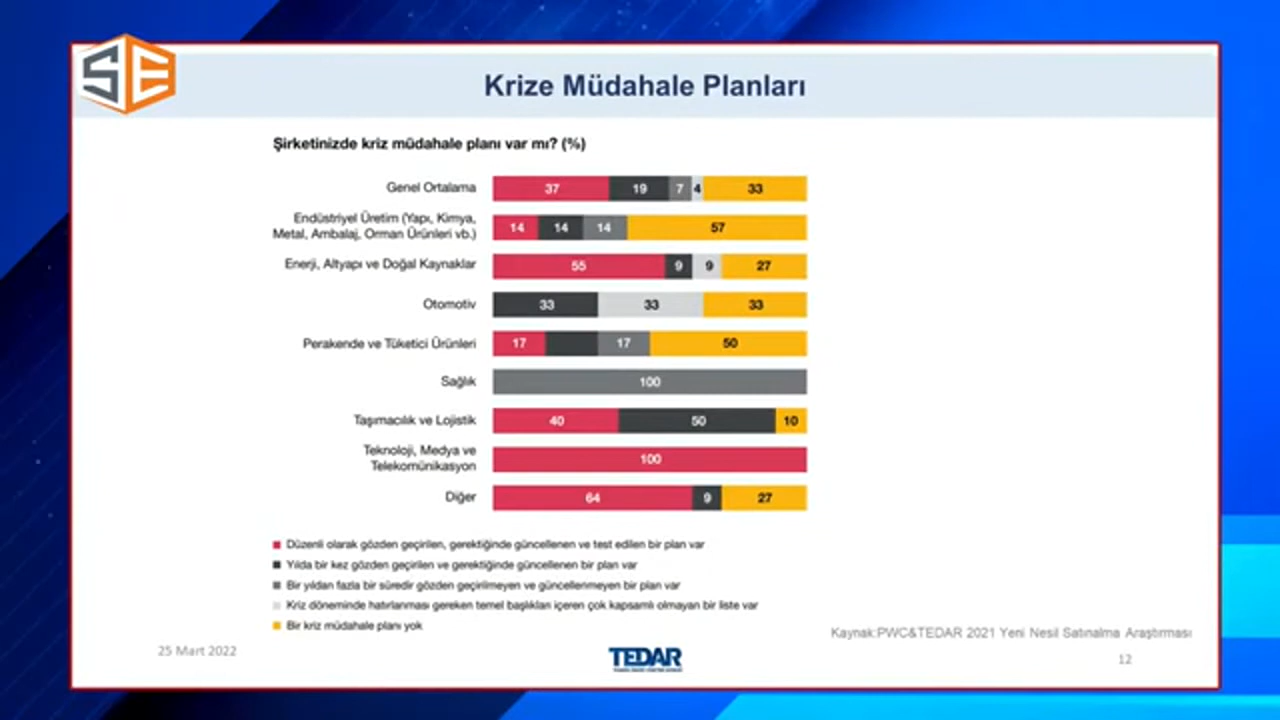 SE
Krize Müdahale Planları
Şirketinizde kriz müdahale planı var mı? (%)
Genel Ortalama
37 19 7 4 33
Endüstriyel Üretim (Yapı, Kimya,
Metal, Ambalaj, Orman Ürünleri vb.)
14 14 14 57
Enerji, Altyapı ve Doğal Kaynaklar
55 9 9 27
Otomotiv
33 33 33
Perakende ve Tüketici Ürünleri
17 17 50
Sağlık
100
Taşımacılık ve Lojistik
40 50 10
Teknoloji, Medya ve
Telekomünikasyon
100
Diğer
64 9 27
Düzenli olarak gözden geçirilen, gerektiğinde güncellenen ve test edilen bir plan var
Yılda bir kez gözden geçirilen ve gerektiğinde güncellenen bir plan var
Bir yıldan fazla bir süredir gözden geçirilmeyen ve güncellenmeyen bir plan var
Kriz döneminde hatırlanması gereken temel başlıkları içeren çok kapsamlı olmayan bir liste var
Bir kriz müdahale planı yok
Kaynak:PWC&TEDAR 2021 Yeni Nesil Satınalma Araştırması
25 Mart 2022
TEDAR
12